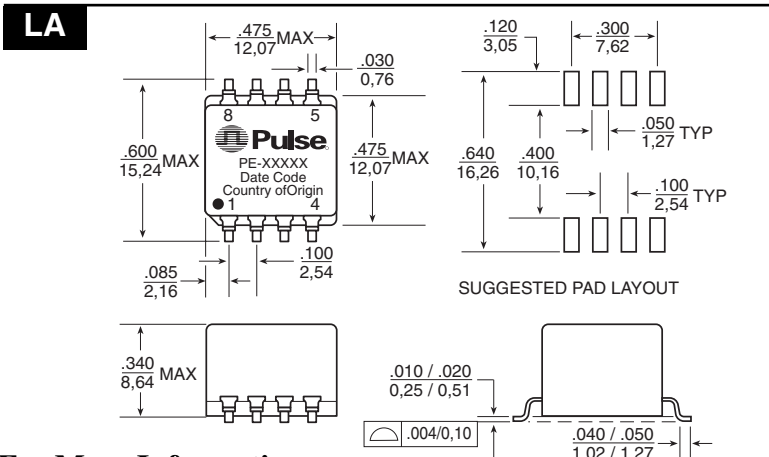 LA
.475
12,07 MAX
.030
0,76
8 5
Pulse
PE-XXXXX
Date Code
Country ofOrigin
1 4
.600
15,24 MAX
.475
12,07 MAX
.100
2,54
.085
2,16
.120
3,05
.300
7,62
.050
1,27 TYP
.640
16,26
.400
10,16
.100
2,54 TYP
SUGGESTED PAD LAYOUT
.340
8,64 MAX
.010 / .020
0,25 / 0,51
.004/0,10
.040 / .050
1,02 / 1,27